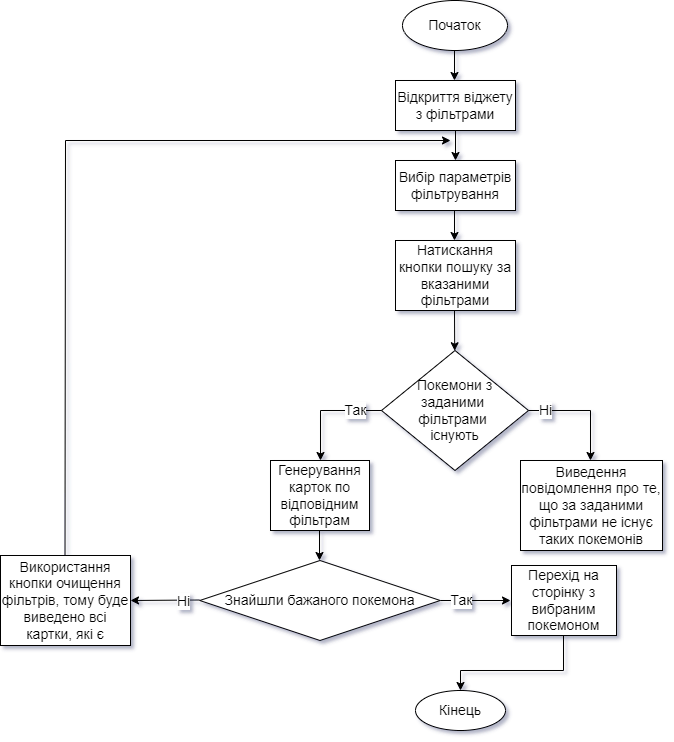 Початок
Відкриття віджету
з фільтрами
Вибір параметрів
фільтрування
Натискання
кнопки пошуку за
вказаними
фільтрами
Покемони з
заданими
фільтрами
існують
Так
Ні
Генерування
карток по
відповідним
фільтрам
Виведення
повідомлення про те,
що за заданими
фільтрами не існує
таких покемонів
Використання
кнопки очищення
фільтрів, тому буде
виведено всі
картки, які є
Ні
Знайшли бажаного покемона
Так
Перехід на
сторінку з
вибраним
покемоном
Кінець